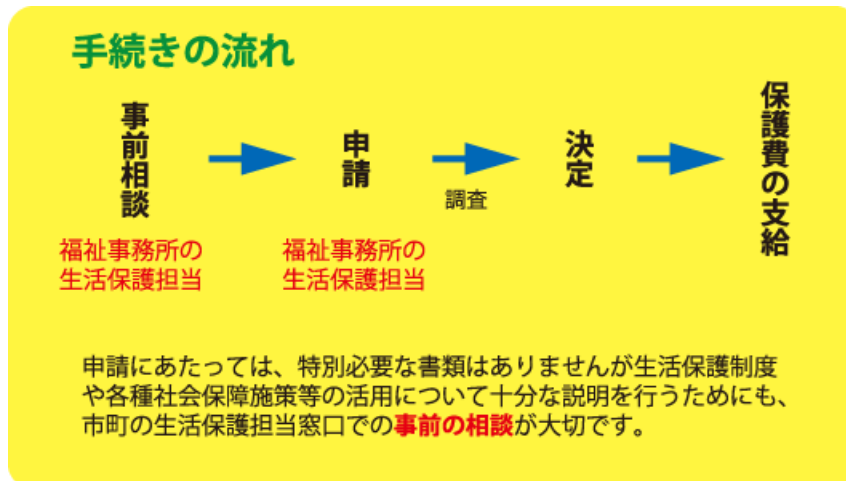 手続きの流れ
事前相談
申請
調査
決定
保護費の支給
福祉事務所の
生活保護担当
福祉事務所の
生活保護担当
申請にあたっては、特別必要な書類はありませんが生活保護制度
や各種社会保障施策等の活用について十分な説明を行うためにも、
市町の生活保護担当窓口での事前の相談が大切です。